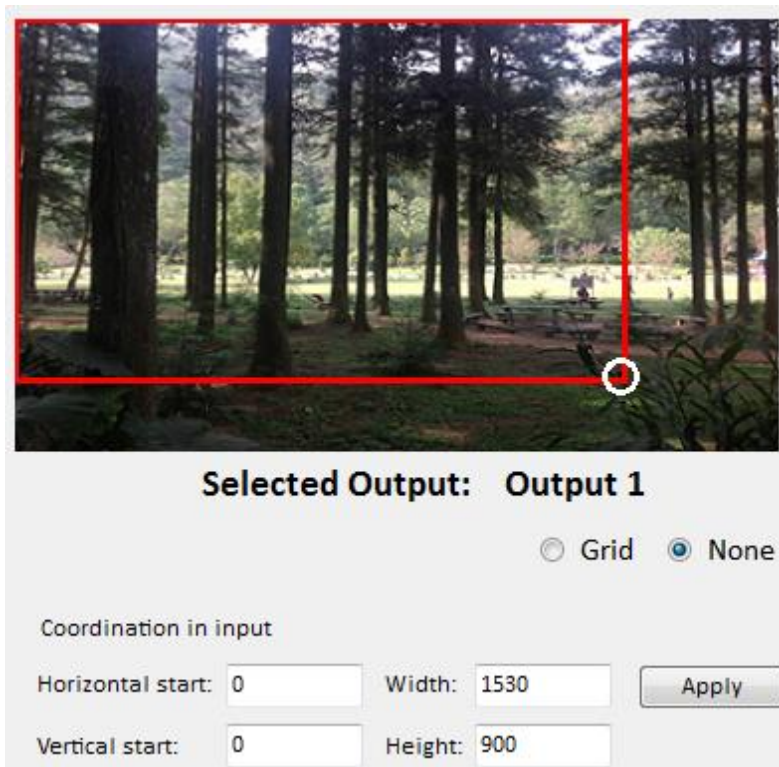 Selected Output: Output 1
Grid None
Coordination in input
Horizontal start: 0 Width: 1530 Apply
Vertical start: 0 Height: 900